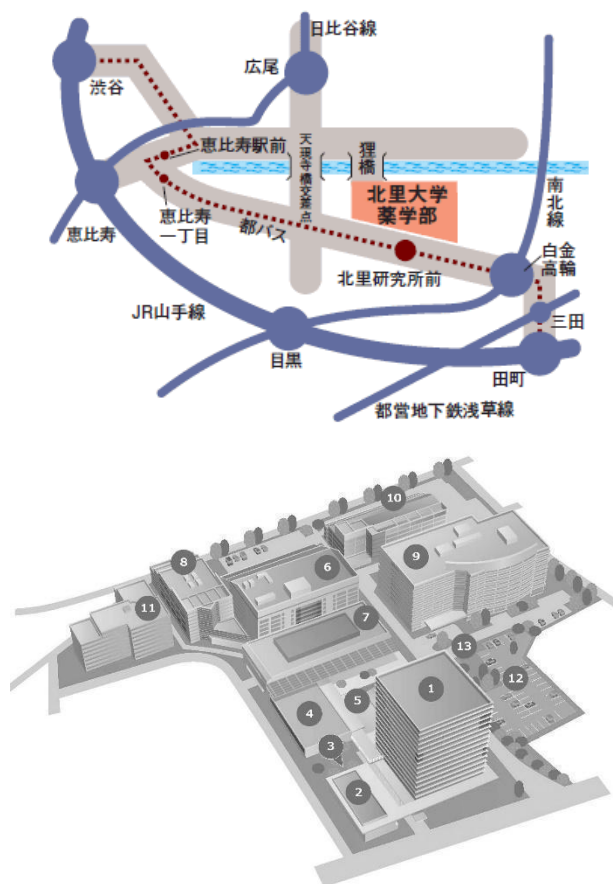 日比谷線
広尾
渋谷
恵比寿駅前
天現寺橋交差点
狸橋
北里大学
薬学部
南北線
恵比寿
恵比寿
一丁目
都バス
白金
高輪
北里研究所前
JR山手線
三田
目黒
田町
都営地下鉄浅草線
10
9
8
6
11
7
13
12
1
5
4
3
2